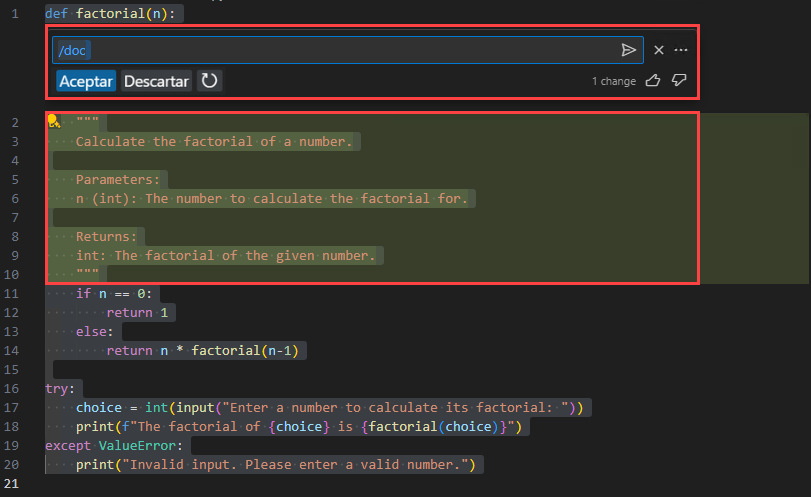 1 def factorial(n):
/doc
Aceptar Descartar 1 change
2 """
3 Calculate the factorial of a number.
4
5 Parameters:
6 n (int): The number to calculate the factorial for.
7
8 Returns:
9 int: The factorial of the given number.
10 """
11 if n == 0:
12 return 1
13 else:
14 return n * factorial(n-1)
15
16 try:
17 choice = int(input("Enter a number to calculate its factorial: "))
18 print(f"The factorial of {choice} is {factorial(choice)}")
19 except ValueError:
20 print("Invalid input. Please enter a valid number.")
21